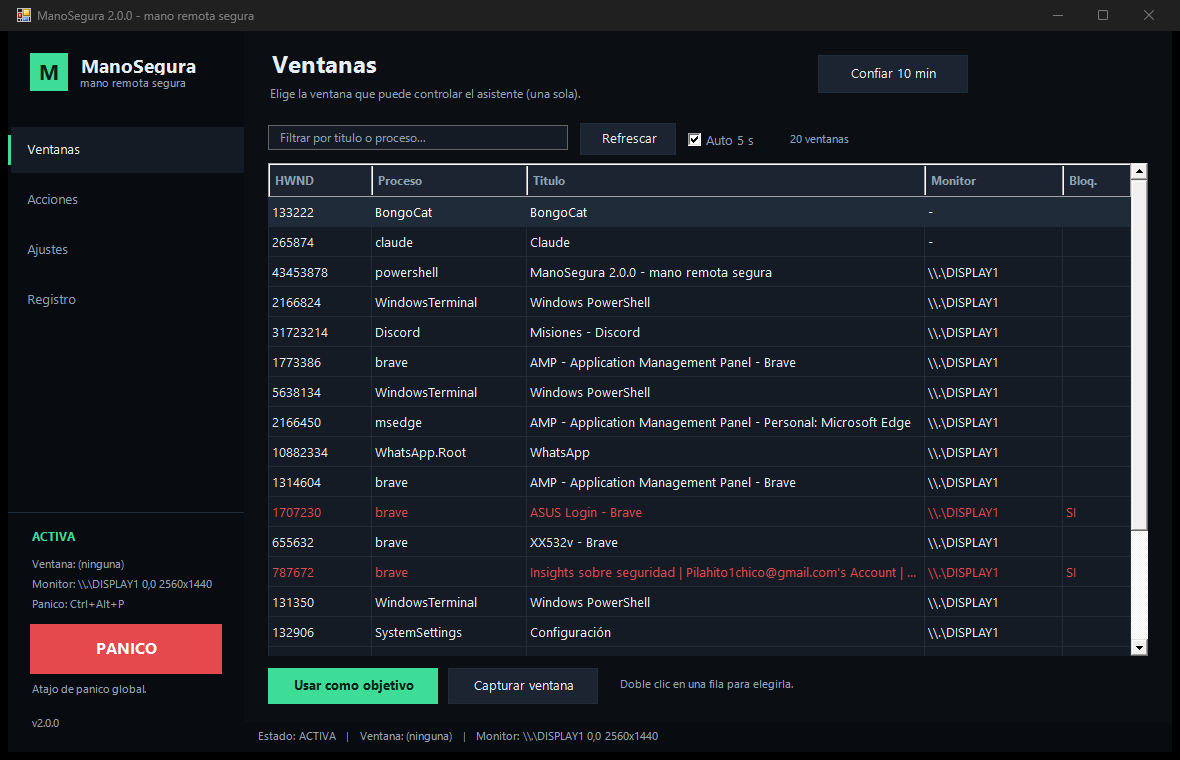 ManoSegura 2.0.0 - mano remota segura
M
ManoSegura
mano remota segura
Ventanas
Acciones
Ajustes
Registro
ACTIVA
Ventana: (ninguna)
Monitor: \\.\DISPLAY1 0,0 2560x1440
Panico: Ctrl+Alt+P
PANICO
Atajo de panico global.
v2.0.0
Ventanas
Elige la ventana que puede controlar el asistente (una sola).
Confiar 10 min
Filtrar por titulo o proceso...
Refrescar
Auto 5 s
20 ventanas
HWND Proceso Titulo Monitor Bloq.
133222 BongoCat BongoCat -
265874 claude Claude -
43453878 powershell ManoSegura 2.0.0 - mano remota segura \\.\DISPLAY1
2166824 WindowsTerminal Windows PowerShell \\.\DISPLAY1
31723214 Discord Misiones - Discord \\.\DISPLAY1
1773386 brave AMP - Application Management Panel - Brave \\.\DISPLAY1
5638134 WindowsTerminal Windows PowerShell \\.\DISPLAY1
2166450 msedge AMP - Application Management Panel - Personal: Microsoft Edge \\.\DISPLAY1
10882334 WhatsApp.Root WhatsApp \\.\DISPLAY1
1314604 brave AMP - Application Management Panel - Brave \\.\DISPLAY1
1707230 brave ASUS Login - Brave \\.\DISPLAY1 SI
655632 brave XX532v - Brave \\.\DISPLAY1
787672 brave Insights sobre seguridad | Pilahito1chico@gmail.com's Account | ... \\.\DISPLAY1 SI
131350 WindowsTerminal Windows PowerShell \\.\DISPLAY1
132906 SystemSettings Configuración \\.\DISPLAY1
Usar como objetivo
Capturar ventana
Doble clic en una fila para elegirla.
Estado: ACTIVA | Ventana: (ninguna) | Monitor: \\.\DISPLAY1 0,0 2560x1440